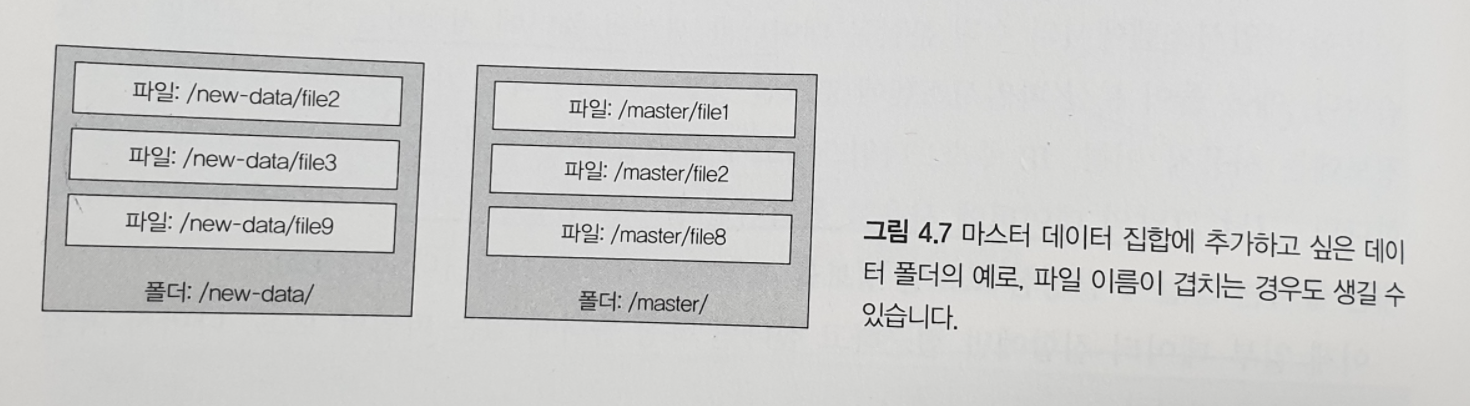 파일: /new-data/file2
파일: /new-data/file3
파일: /new-data/file9
폴더: /new-data/
파일: /master/file1
파일: /master/file2
파일: /master/file8
폴더: /master/
그림 4.7 마스터 데이터 집합에 추가하고 싶은 데이
터 폴더의 예로, 파일 이름이 겹치는 경우도 생길 수
있습니다.